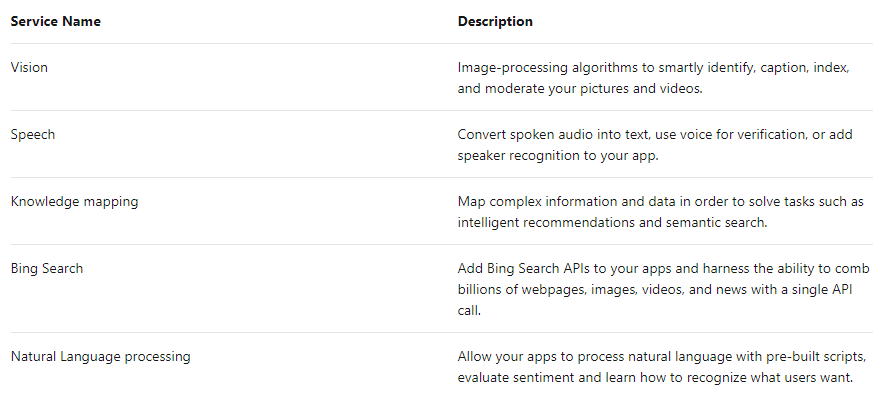 Service Name Description
Vision Image-processing algorithms to smartly identify, caption, index,
and moderate your pictures and videos.
Speech Convert spoken audio into text, use voice for verification, or add
speaker recognition to your app.
Knowledge mapping Map complex information and data in order to solve tasks such as
intelligent recommendations and semantic search.
Bing Search Add Bing Search APIs to your apps and harness the ability to comb
billions of webpages, images, videos, and news with a single API
call.
Natural Language processing Allow your apps to process natural language with pre-built scripts,
evaluate sentiment and learn how to recognize what users want.